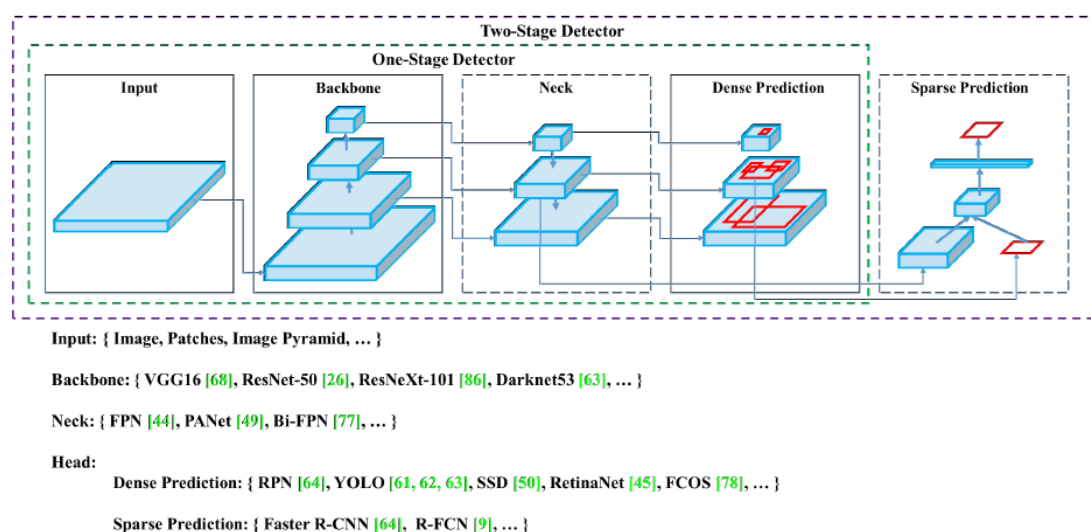 Two-Stage Detector
One-Stage Detector
Input
Backbone
Neck
Dense Prediction
Sparse Prediction
Input: { Image, Patches, Image Pyramid, … }
Backbone: { VGG16 [68], ResNet-50 [26], ResNeXt-101 [86], Darknet53 [63], … }
Neck: { FPN [44], PANet [49], Bi-FPN [77], … }
Head:
Dense Prediction: { RPN [64], YOLO [61, 62, 63], SSD [50], RetinaNet [45], FCOS [78], … }
Sparse Prediction: { Faster R-CNN [64], R-FCN [9], … }